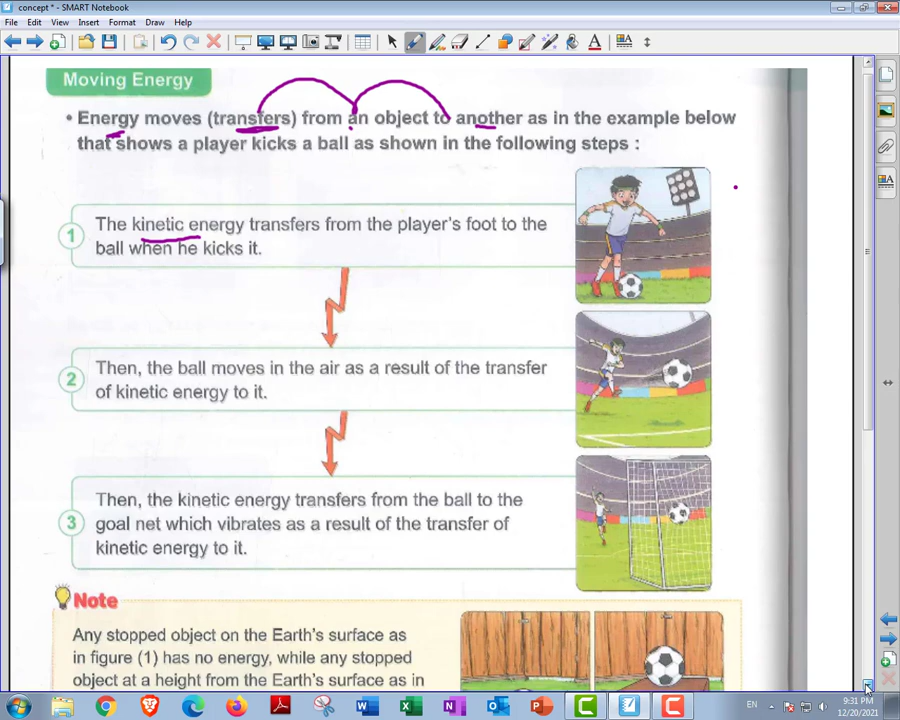 concept * - SMART Notebook
File Edit View Insert Format Draw Help
Moving Energy
• Energy moves (transfers) from an object to another as in the example below
that shows a player kicks a ball as shown in the following steps :
1
The kinetic energy transfers from the player's foot to the
ball when he kicks it.
2
Then, the ball moves in the air as a result of the transfer
of kinetic energy to it.
3
Then, the kinetic energy transfers from the ball to the
goal net which vibrates as a result of the transfer of
kinetic energy to it.
Note
Any stopped object on the Earth's surface as
in figure (1) has no energy, while any stopped
object at a height from the Earth's surface as in
EN
9:31 PM
12/20/2021